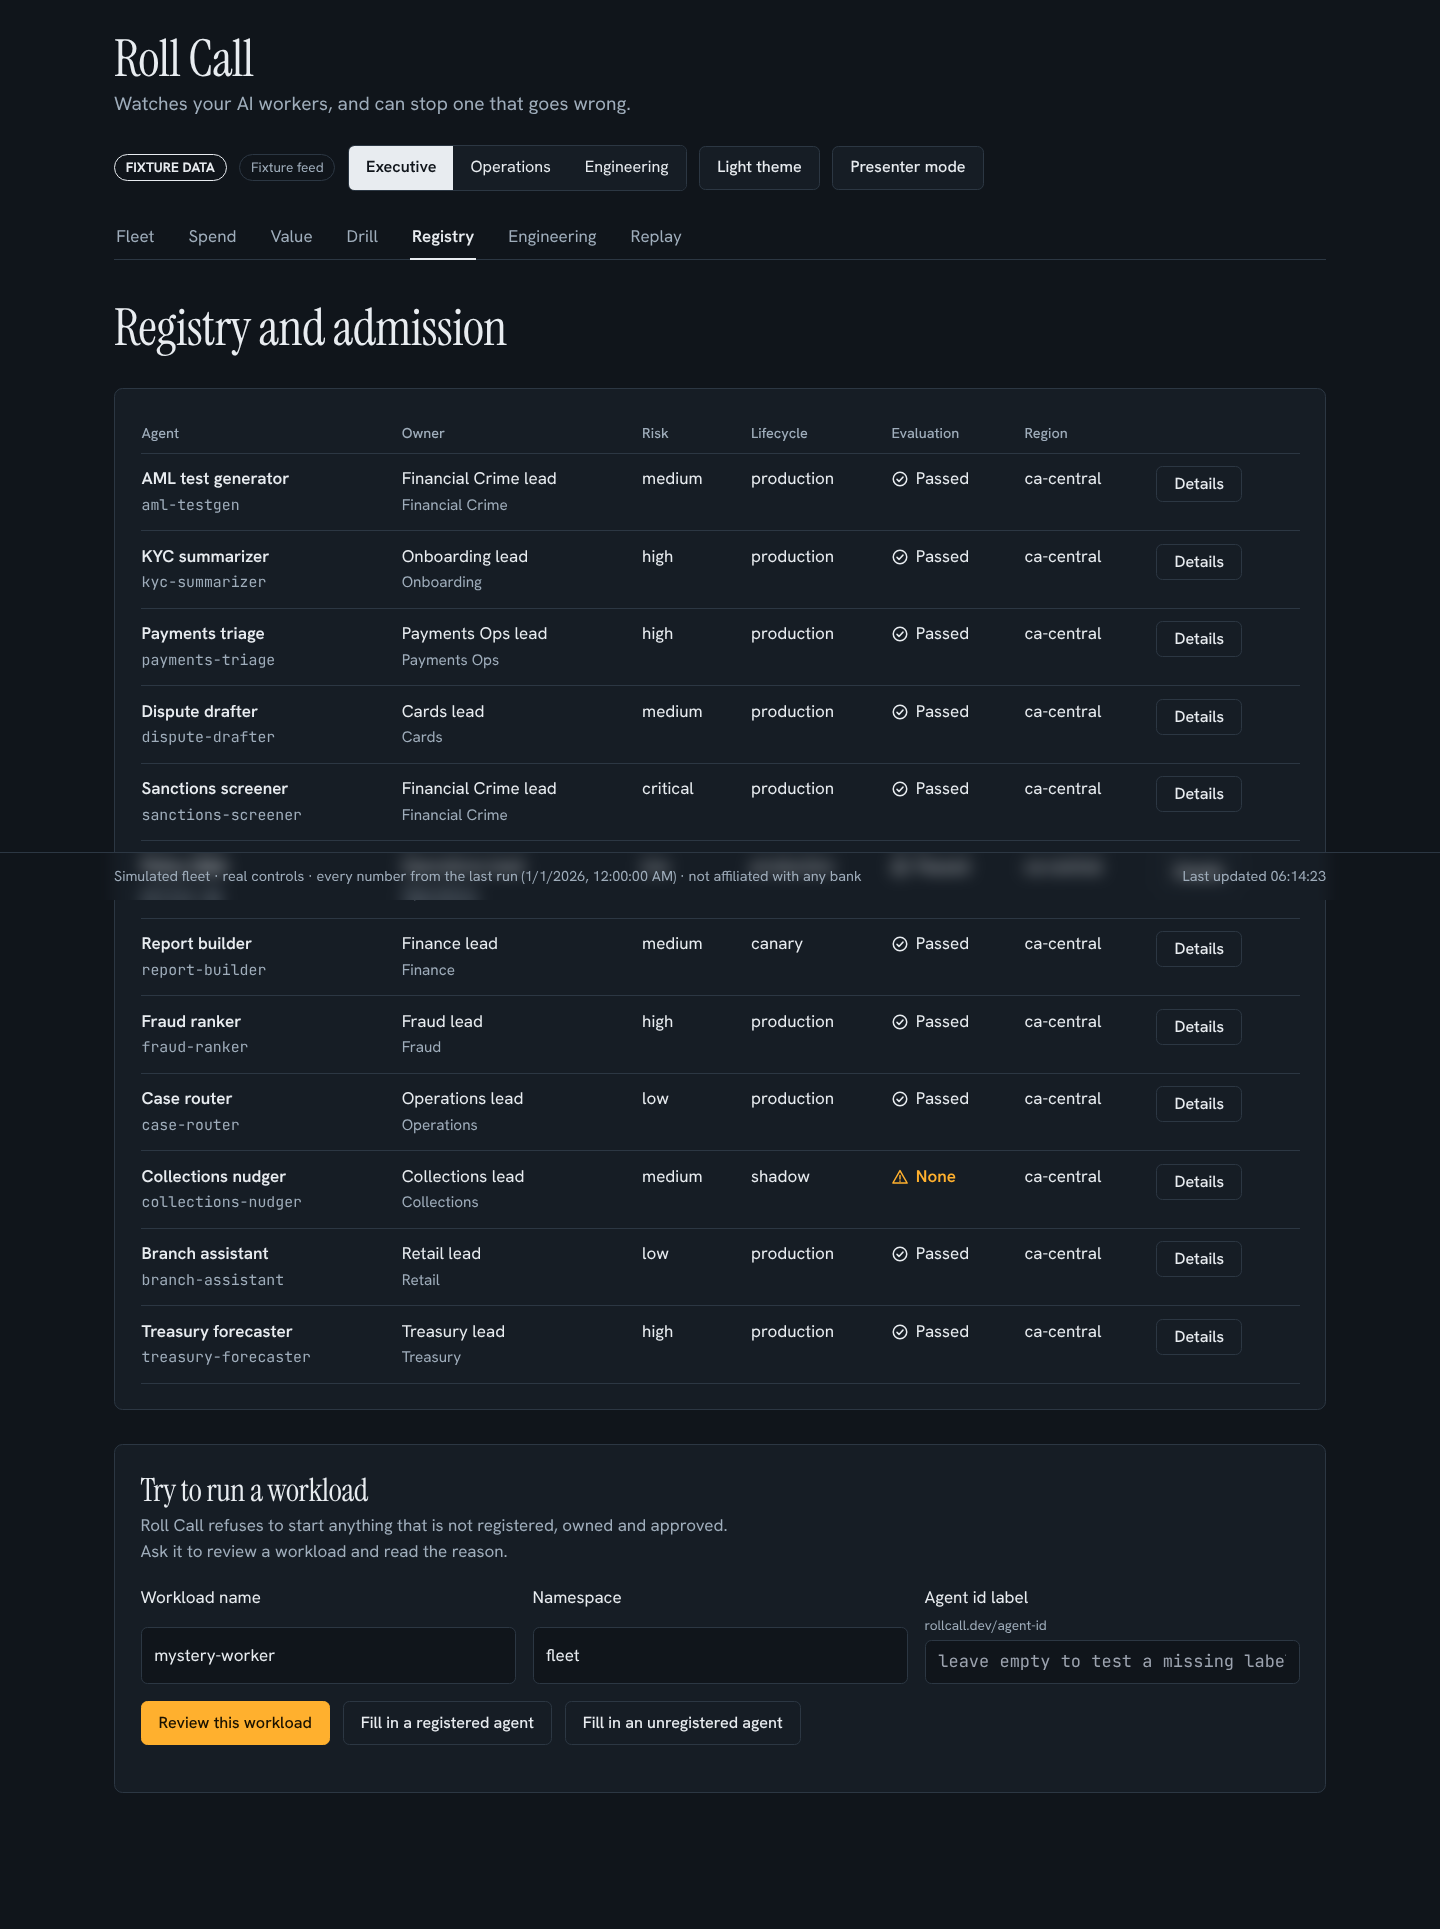 Roll Call
Watches your AI workers, and can stop one that goes wrong.
FIXTURE DATA Fixture feed Executive Operations Engineering Light theme Presenter mode
Fleet Spend Value Drill Registry Engineering Replay
Registry and admission
Agent Owner Risk Lifecycle Evaluation Region
AML test generator Financial Crime lead medium production Passed ca-central Details
aml-testgen Financial Crime
KYC summarizer Onboarding lead high production Passed ca-central Details
kyc-summarizer Onboarding
Payments triage Payments Ops lead high production Passed ca-central Details
payments-triage Payments Ops
Dispute drafter Cards lead medium production Passed ca-central Details
dispute-drafter Cards
Sanctions screener Financial Crime lead critical production Passed ca-central Details
sanctions-screener Financial Crime
Simulated fleet · real controls · every number from the last run (1/1/2026, 12:00:00 AM) · not affiliated with any bank Last updated 06:14:23
Report builder Finance lead medium canary Passed ca-central Details
report-builder Finance
Fraud ranker Fraud lead high production Passed ca-central Details
fraud-ranker Fraud
Case router Operations lead low production Passed ca-central Details
case-router Operations
Collections nudger Collections lead medium shadow None ca-central Details
collections-nudger Collections
Branch assistant Retail lead low production Passed ca-central Details
branch-assistant Retail
Treasury forecaster Treasury lead high production Passed ca-central Details
treasury-forecaster Treasury
Try to run a workload
Roll Call refuses to start anything that is not registered, owned and approved.
Ask it to review a workload and read the reason.
Workload name Namespace Agent id label
rollcall.dev/agent-id
mystery-worker fleet leave empty to test a missing label
Review this workload Fill in a registered agent Fill in an unregistered agent